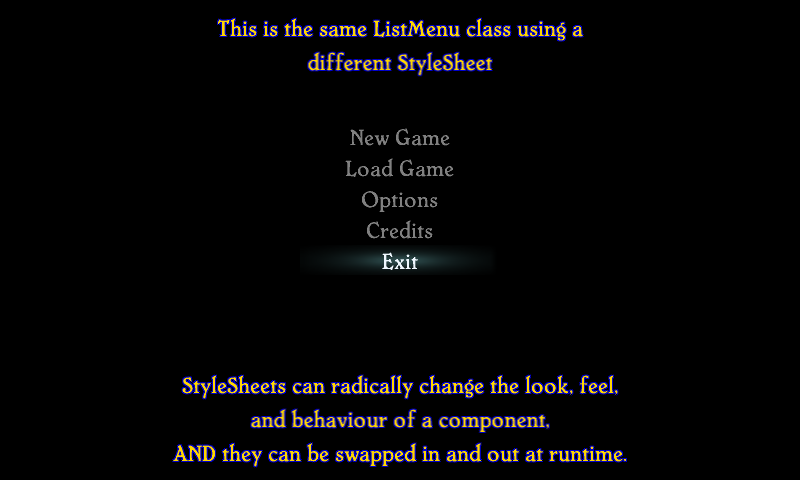 This is the same ListMenu class using a
different StyleSheet
New Game
Load Game
Options
Credits
Exit
StyleSheets can radically change the look, feel,
and behaviour of a component,
AND they can be swapped in and out at runtime.